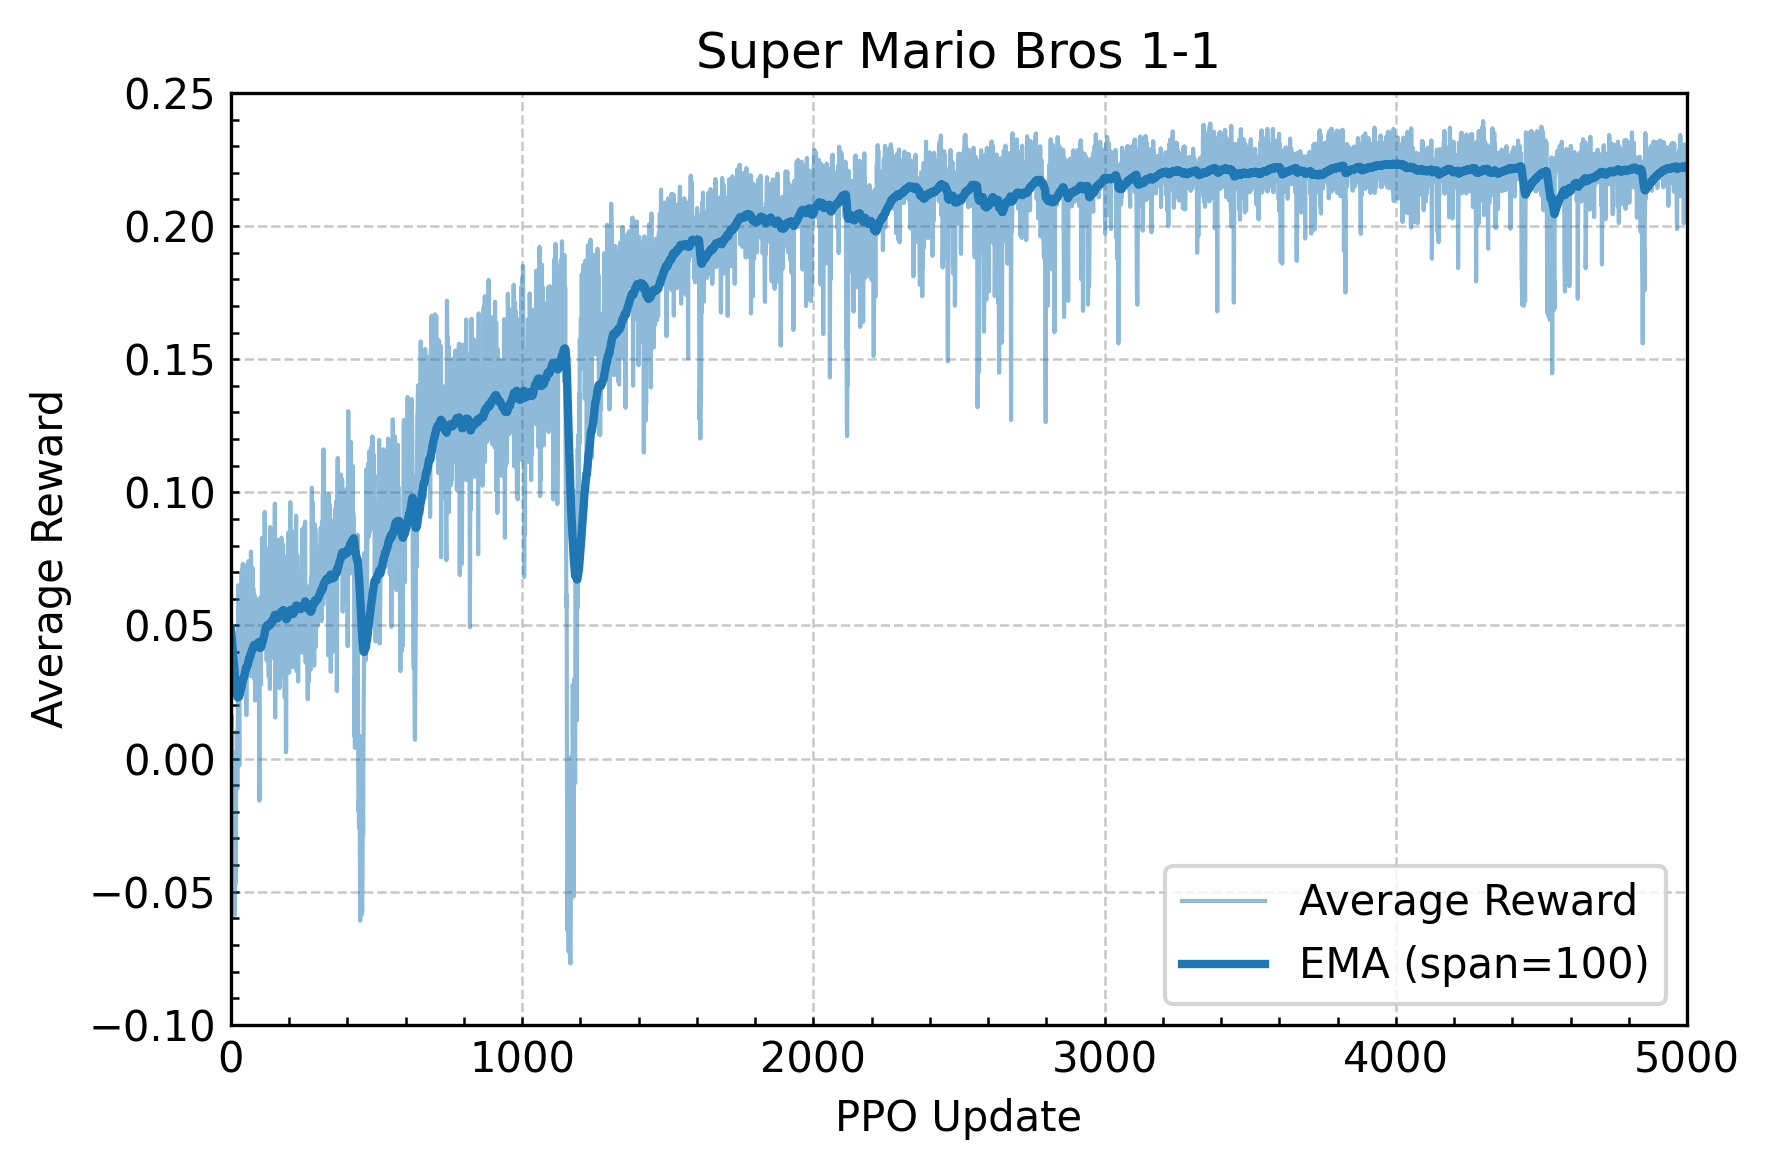 Super Mario Bros 1-1
0.25
0.20
0.15
0.10
0.05
0.00
−0.05
−0.10
Average Reward
Average Reward
EMA (span=100)
0 1000 2000 3000 4000 5000
PPO Update